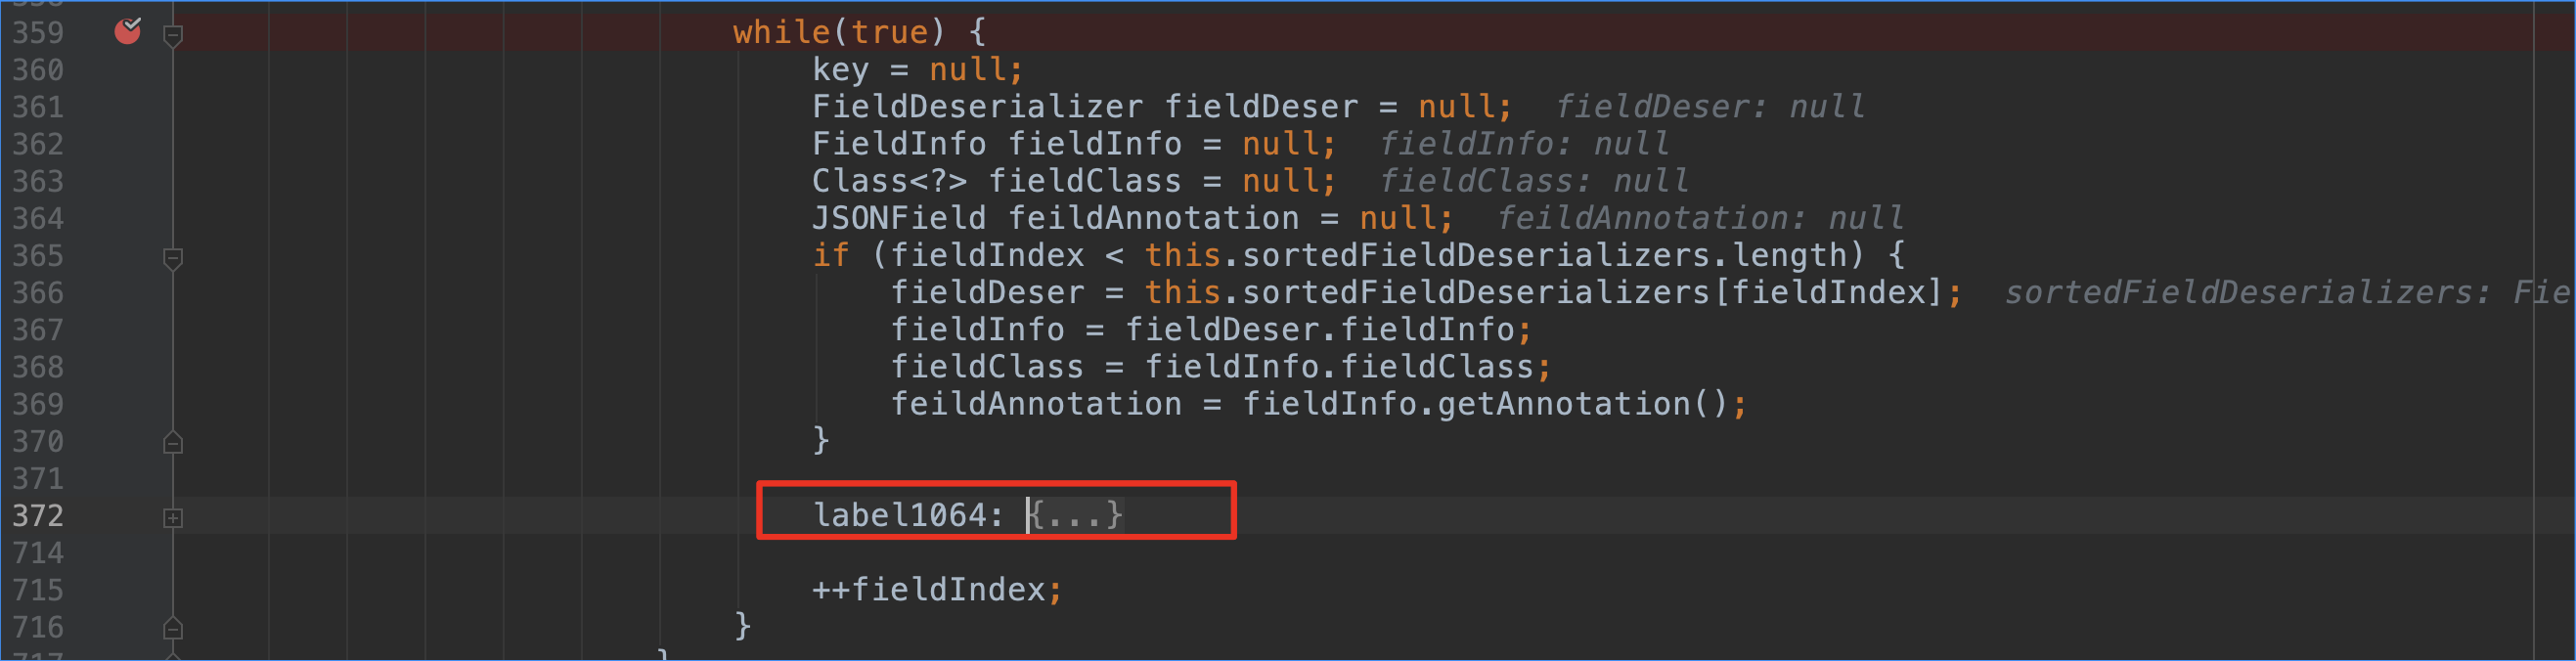 359 while(true) {
360 key = null;
361 FieldDeserializer fieldDeser = null; fieldDeser: null
362 FieldInfo fieldInfo = null; fieldInfo: null
363 Class<?> fieldClass = null; fieldClass: null
364 JSONField feildAnnotation = null; feildAnnotation: null
365 if (fieldIndex < this.sortedFieldDeserializers.length) {
366 fieldDeser = this.sortedFieldDeserializers[fieldIndex]; sortedFieldDeserializers: Fie
367 fieldInfo = fieldDeser.fieldInfo;
368 fieldClass = fieldInfo.fieldClass;
369 feildAnnotation = fieldInfo.getAnnotation();
370 }
371
372 label1064: {...}
714
715 ++fieldIndex;
716 }
717 }